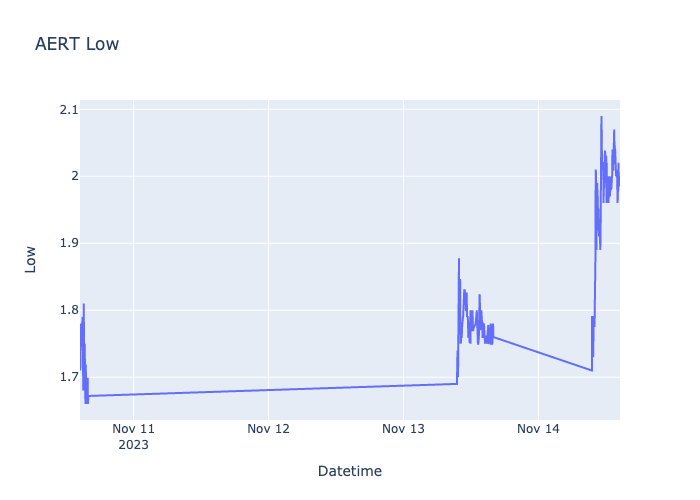 AERT Low
2.1
2
1.9
1.8
1.7
Low
Nov 11
2023
Nov 12
Nov 13
Nov 14
Datetime